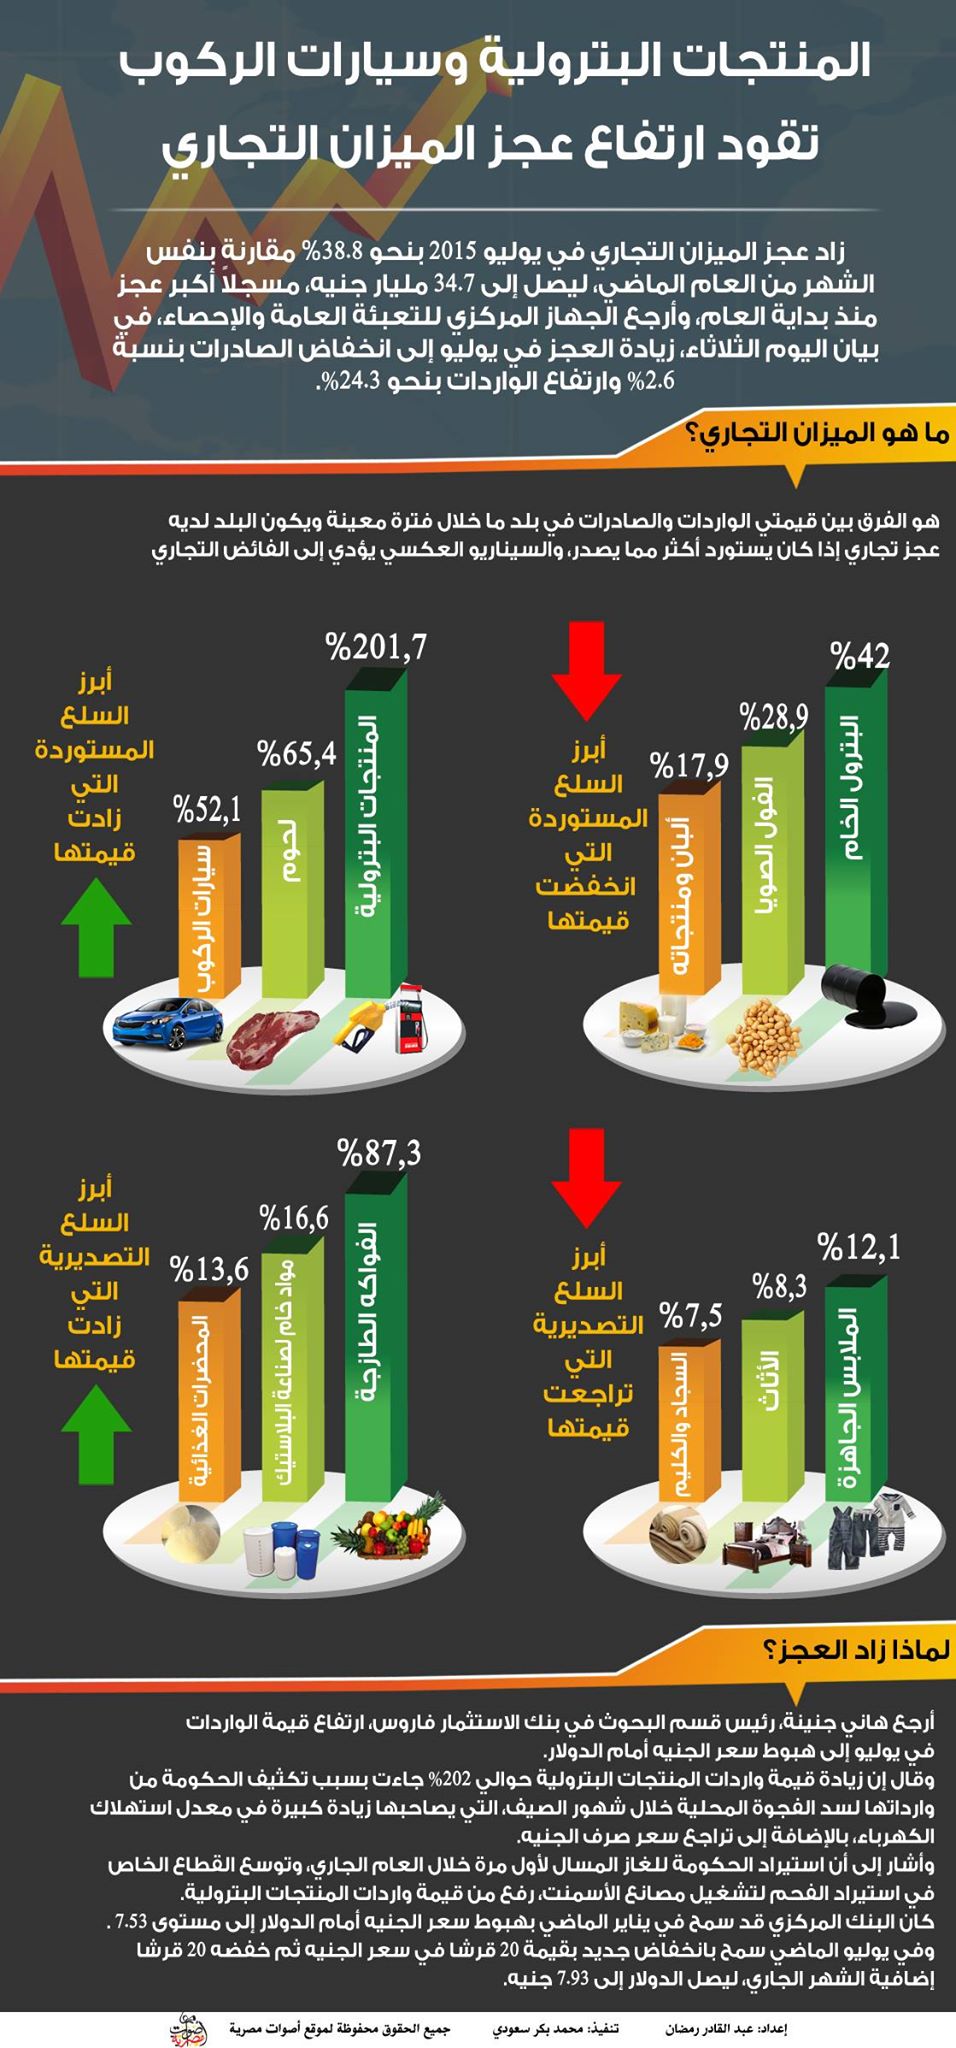 المنتجات البترولية وسيارات الركوب
تقود ارتفاع عجز الميزان التجاري
زاد عجز الميزان التجاري في يوليو 2015 بنحو 38.8% مقارنة بنفس
الشهر من العام الماضي، ليصل إلى 34.7 مليار جنيه، مسجلاً أكبر عجز
منذ بداية العام، وأرجع الجهاز المركزي للتعبئة العامة والإحصاء، في
بيان اليوم الثلاثاء، زيادة العجز في يوليو إلى انخفاض الصادرات بنسبة
2.6% وارتفاع الواردات بنحو 24.3%.
ما هو الميزان التجاري؟
هو الفرق بين قيمتي الواردات والصادرات في بلد ما خلال فترة معينة ويكون البلد لديه
عجز تجاري إذا كان يستورد أكثر مما يصدر، والسيناريو العكسي يؤدي إلى الفائض التجاري
أبرز
السلع
المستوردة
التي
انخفضت
قيمتها
%42
البترول الخام
%28,9
الفول الصويا
%17,9
ألبان ومنتجاته
أبرز
السلع
المستوردة
التي
زادت
قيمتها
%201,7
المنتجات البترولية
%65,4
لحوم
%52,1
سيارات الركوب
أبرز
السلع
التصديرية
التي
تراجعت
قيمتها
%12,1
الملابس الجاهزة
%8,3
الأثاث
%7,5
السجاد والكليم
أبرز
السلع
التصديرية
التي
زادت
قيمتها
%87,3
الفواكه الطازجة
%16,6
مواد خام لصناعة البلاستيك
%13,6
المحضرات الغذائية
لماذا زاد العجز؟
أرجع هاني جنينة، رئيس قسم البحوث في بنك الاستثمار فاروس، ارتفاع قيمة الواردات
في يوليو إلى هبوط سعر الجنيه أمام الدولار.
وقال إن زيادة قيمة واردات المنتجات البترولية حوالي 202% جاءت بسبب تكثيف الحكومة من
وارداتها لسد الفجوة المحلية خلال شهور الصيف، التي يصاحبها زيادة كبيرة في معدل استهلاك
الكهرباء، بالإضافة إلى تراجع سعر صرف الجنيه.
وأشار إلى أن استيراد الحكومة للغاز المسال لأول مرة خلال العام الجاري، وتوسع القطاع الخاص
في استيراد الفحم لتشغيل مصانع الأسمنت، رفع من قيمة واردات المنتجات البترولية.
كان البنك المركزي قد سمح في يناير الماضي بهبوط سعر الجنيه أمام الدولار إلى مستوى 7.53 .
وفي يوليو الماضي سمح بانخفاض جديد بقيمة 20 قرشا في سعر الجنيه ثم خفضه 20 قرشا
إضافية الشهر الجاري، ليصل الدولار إلى 7.93 جنيه.
إعداد: عبد القادر رمضان تنفيذ: محمد بكر سعودي جميع الحقوق محفوظة لموقع أصوات مصرية
أصوات
مصرية